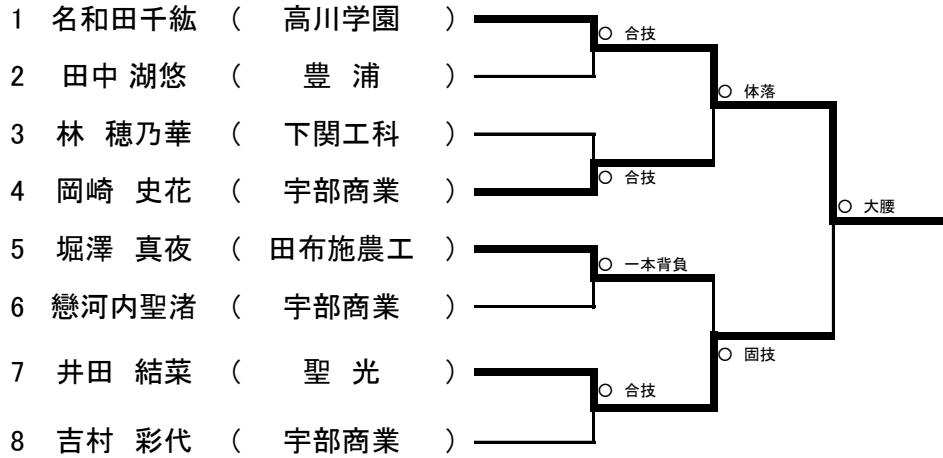 1 名和田千紘 （ 高川学園 ）
○ 合技
2 田中 湖悠 （ 豊 浦 ）
○ 体落
3 林 穂乃華 （ 下関工科 ）
○ 合技
4 岡崎 史花 （ 宇部商業 ）
○ 大腰
5 堀澤 真夜 （ 田布施農工 ）
○ 一本背負
6 戀河内聖渚 （ 宇部商業 ）
○ 固技
7 井田 結菜 （ 聖 光 ）
○ 合技
8 吉村 彩代 （ 宇部商業 ）